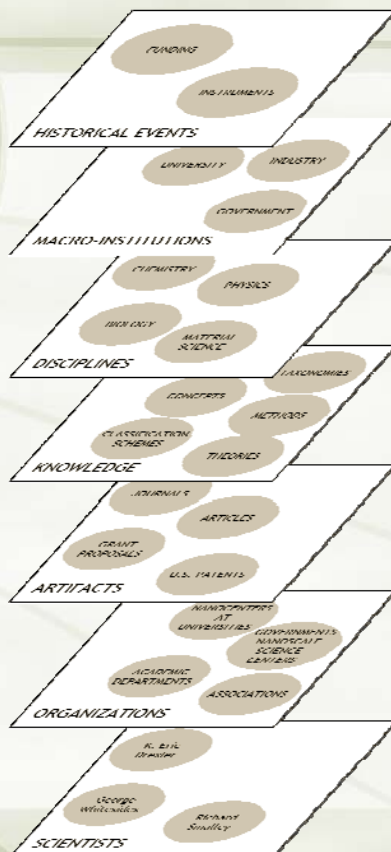 FUNDING
INSTRUMENTS
HISTORICAL EVENTS
UNIVERSITY
INDUSTRY
GOVERNMENT
MACRO-INSTITUTIONS
CHEMISTRY
PHYSICS
BIOLOGY
MATERIAL
SCIENCE
DISCIPLINES
TAXONOMIES
CONCEPTS
METHODS
CLASSIFICATION
SCHEMES
THEORIES
KNOWLEDGE
JOURNALS
ARTICLES
GRANT
PROPOSALS
U.S. PATENTS
ARTIFACTS
NANOCENTERS
AT
UNIVERSITIES
GOVERNMENTS
NANOSCALE
SCIENCE
CENTERS
ACADEMIC
DEPARTMENTS
ASSOCIATIONS
ORGANIZATIONS
K. Eric
Drexler
George
Whitesides
Richard
Smalley
SCIENTISTS